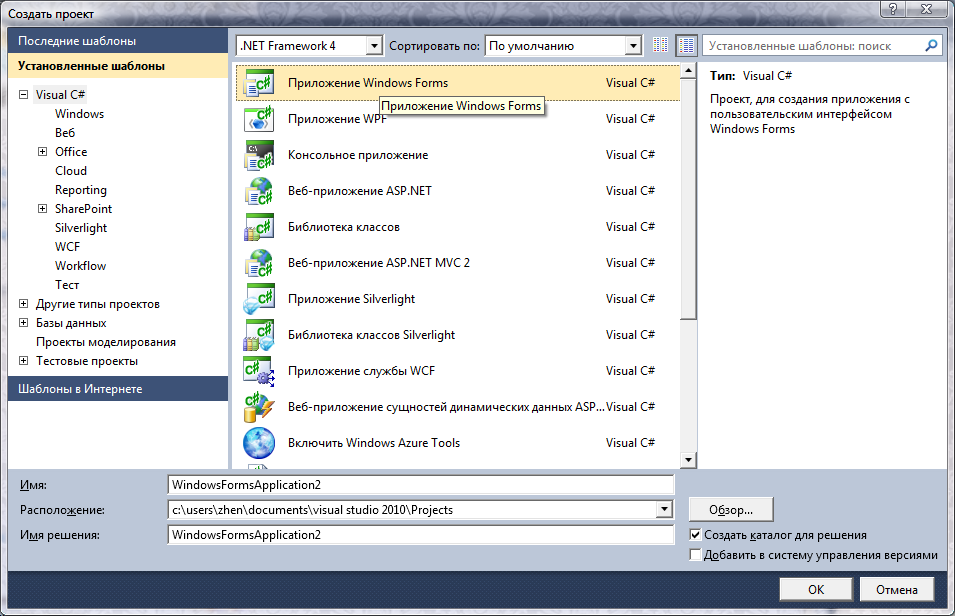 Создать проект
Последние шаблоны
Установленные шаблоны
Visual C#
Windows
Веб
Office
Cloud
Reporting
SharePoint
Silverlight
WCF
Workflow
Тест
Другие типы проектов
Базы данных
Проекты моделирования
Тестовые проекты
Шаблоны в Интернете
.NET Framework 4 Сортировать по: По умолчанию
Приложение Windows Forms Visual C#
Приложение Windows Forms
Приложение WPF Visual C#
Консольное приложение Visual C#
Веб-приложение ASP.NET Visual C#
Библиотека классов Visual C#
Веб-приложение ASP.NET MVC 2 Visual C#
Приложение Silverlight Visual C#
Библиотека классов Silverlight Visual C#
Приложение службы WCF Visual C#
Веб-приложение сущностей динамических данных ASP... Visual C#
Включить Windows Azure Tools Visual C#
Установленные шаблоны: поиск
Тип: Visual C#
Проект, для создания приложения с
пользовательским интерфейсом
Windows Forms
Имя: WindowsFormsApplication2
Расположение: c:\users\zhen\documents\visual studio 2010\Projects Обзор...
Имя решения: WindowsFormsApplication2
Создать каталог для решения
Добавить в систему управления версиями
OK Отмена